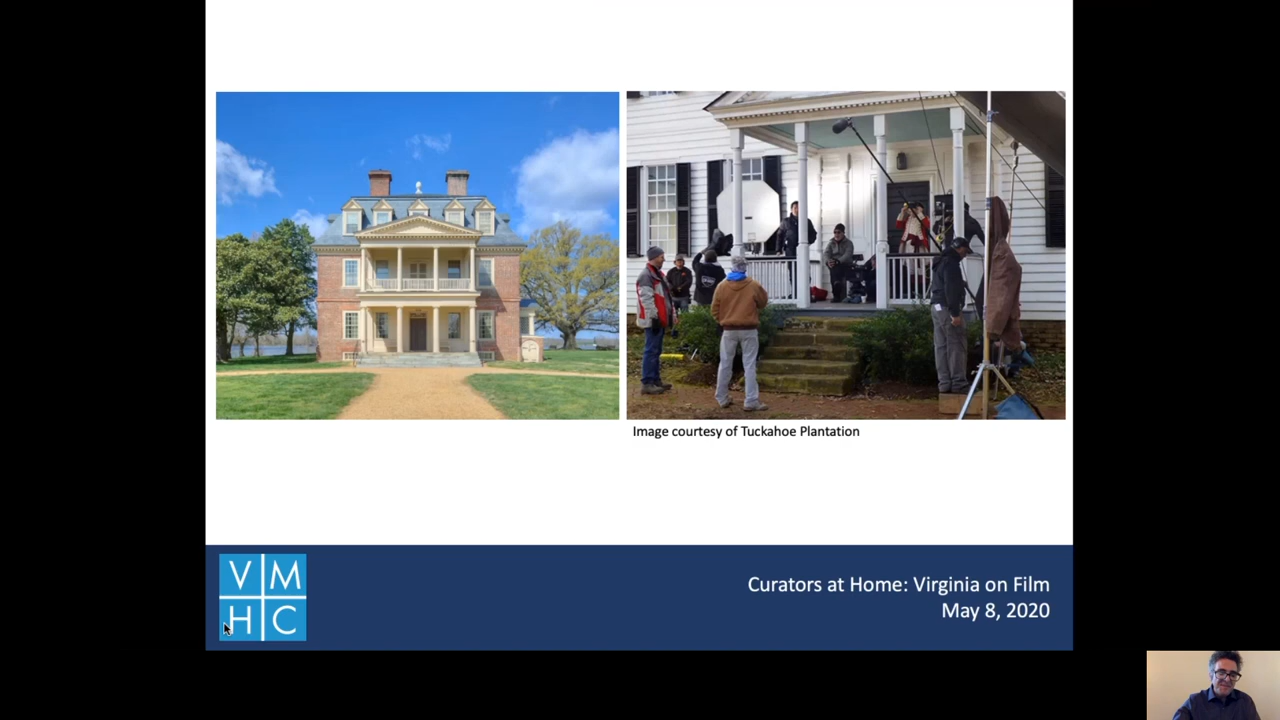 Image courtesy of Tuckahoe Plantation
V M
H C
Curators at Home: Virginia on Film
May 8, 2020